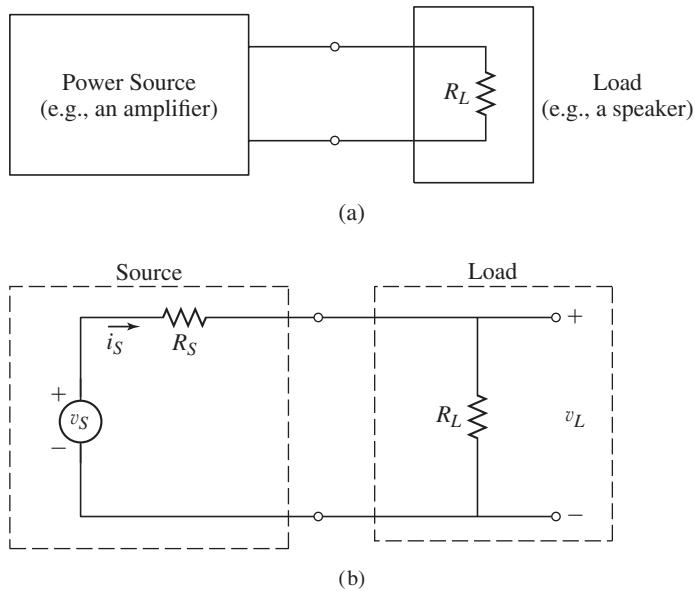 Power Source
(e.g., an amplifier)
R_L
Load
(e.g., a speaker)
(a)
Source
Load
i_S
R_S
+
+
v_S
−
R_L
v_L
−
(b)